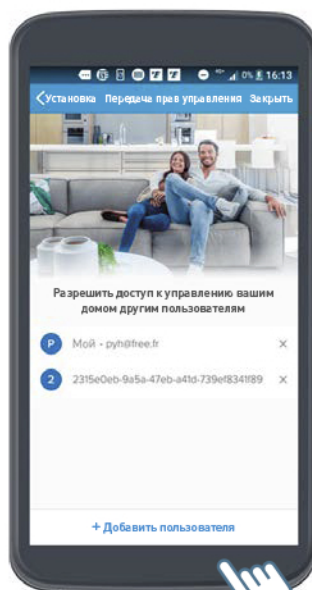 0% 16:13
Установка Передача прав управления Закрыть
Разрешить доступ к управлению вашим
домом другим пользователям
P Мой - pyh@free.fr ×
2 2315e0eb-9a5a-47eb-a41d-739ef8341f89 ×
+ Добавить пользователя